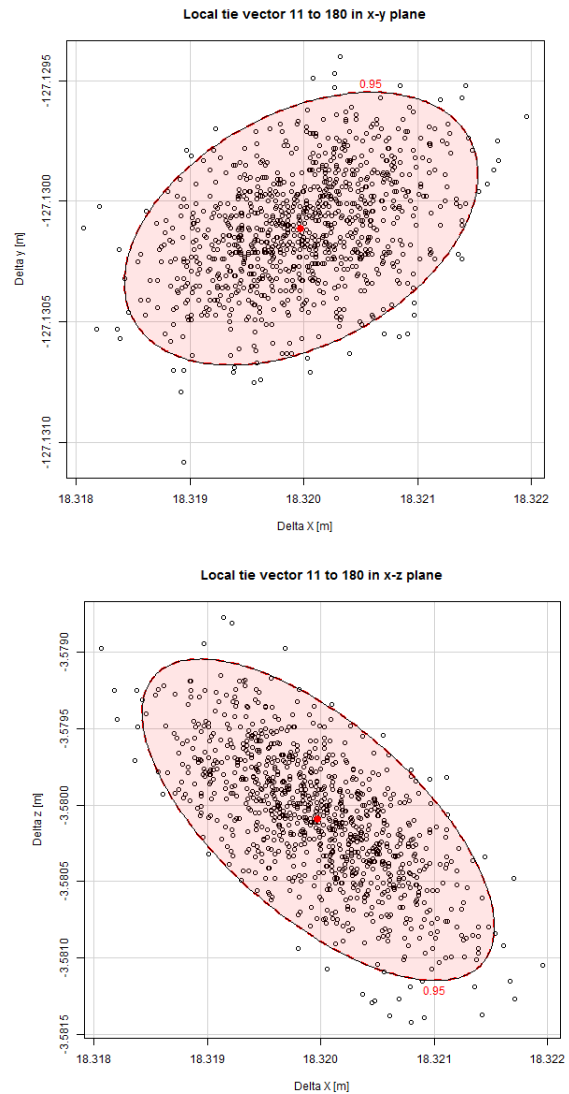 Local tie vector 11 to 180 in x-y plane
-127.1295
0.95
-127.1300
Delta y [m]
-127.1305
-127.1310
18.318 18.319 18.320 18.321 18.322
Delta X [m]
Local tie vector 11 to 180 in x-z plane
-3.5790
-3.5795
-3.5800
Delta z [m]
-3.5805
-3.5810
0.95
-3.5815
18.318 18.319 18.320 18.321 18.322
Delta X [m]